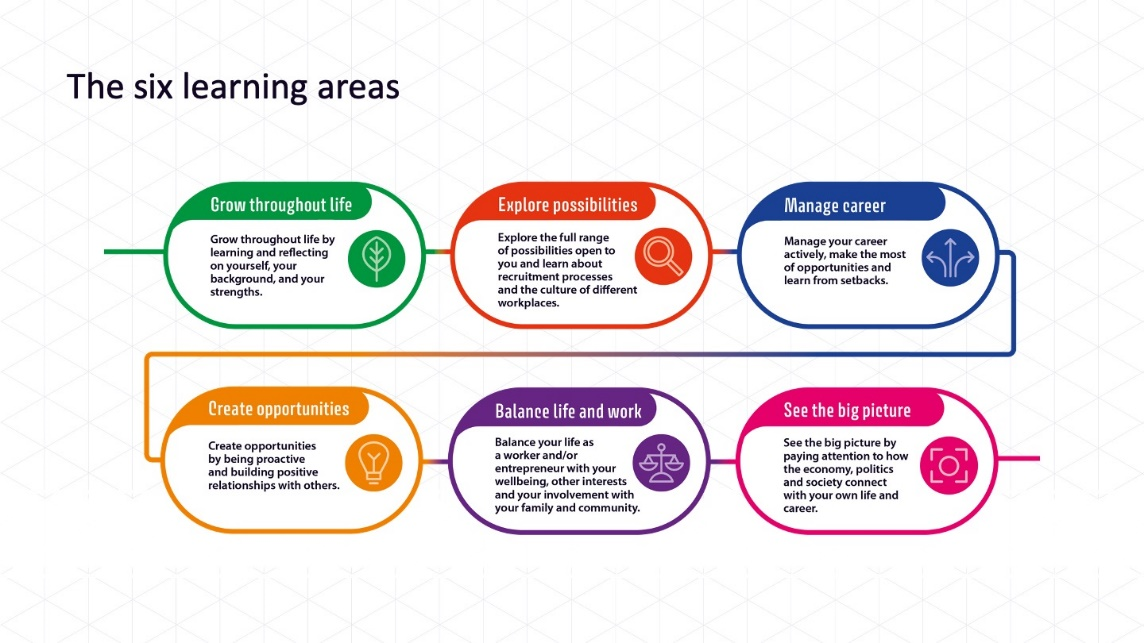 The six learning areas
Grow throughout life
Grow throughout life by
learning and reflecting
on yourself, your
background, and your
strengths.
Explore possibilities
Explore the full range
of possibilities open to
you and learn about
recruitment processes
and the culture of different
workplaces.
Manage career
Manage your career
actively, make the most
of opportunities and
learn from setbacks.
Create opportunities
Create opportunities
by being proactive
and building positive
relationships with others.
Balance life and work
Balance your life as
a worker and/or
entrepreneur with your
wellbeing, other interests
and your involvement with
your family and community.
See the big picture
See the big picture by
paying attention to how
the economy, politics
and society connect
with your own life and
career.